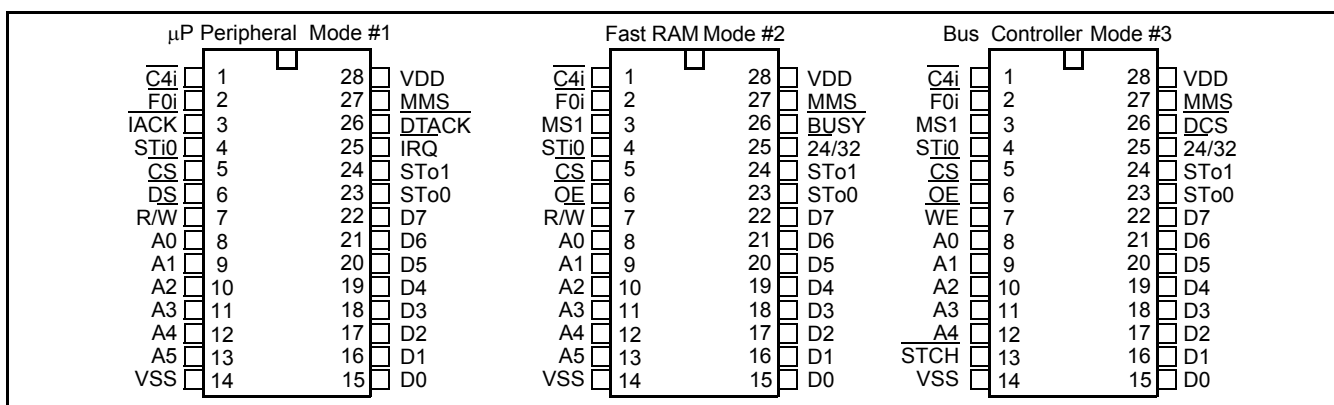 μP Peripheral Mode #1
C4i 1 28 VDD
F0i 2 27 MMS
IACK 3 26 DTACK
STi0 4 25 IRQ
CS 5 24 STo1
DS 6 23 STo0
R/W 7 22 D7
A0 8 21 D6
A1 9 20 D5
A2 10 19 D4
A3 11 18 D3
A4 12 17 D2
A5 13 16 D1
VSS 14 15 D0
Fast RAM Mode #2
C4i 1 28 VDD
F0i 2 27 MMS
MS1 3 26 BUSY
STi0 4 25 24/32
CS 5 24 STo1
OE 6 23 STo0
R/W 7 22 D7
A0 8 21 D6
A1 9 20 D5
A2 10 19 D4
A3 11 18 D3
A4 12 17 D2
A5 13 16 D1
VSS 14 15 D0
Bus Controller Mode #3
C4i 1 28 VDD
F0i 2 27 MMS
MS1 3 26 DCS
STi0 4 25 24/32
CS 5 24 STo1
OE 6 23 STo0
WE 7 22 D7
A0 8 21 D6
A1 9 20 D5
A2 10 19 D4
A3 11 18 D3
A4 12 17 D2
STCH 13 16 D1
VSS 14 15 D0